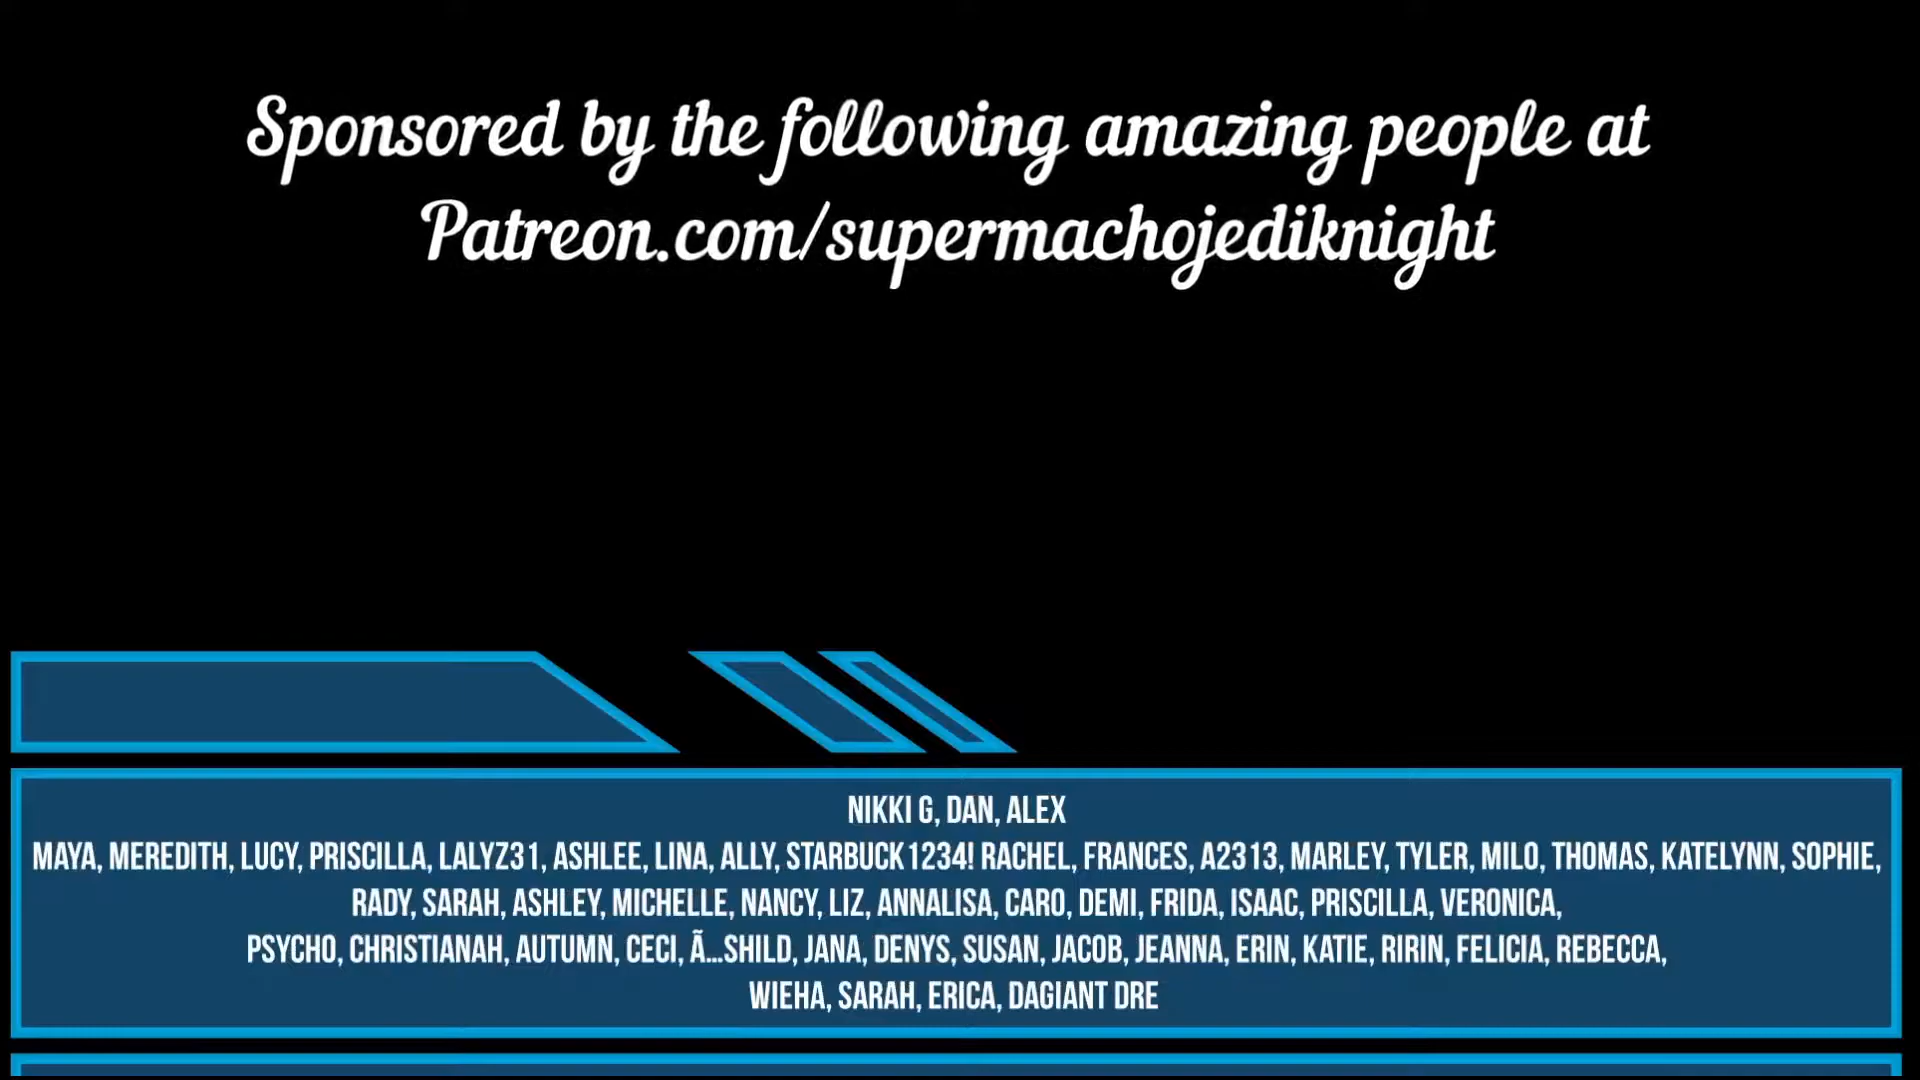 Sponsored by the following amazing people at
Patreon.com/supermachojediknight
NIKKI G, DAN, ALEX
MAYA, MEREDITH, LUCY, PRISCILLA, LALYZ31, ASHLEE, LINA, ALLY, STARBUCK1234! RACHEL, FRANCES, A2313, MARLEY, TYLER, MILO, THOMAS, KATELYNN, SOPHIE,
RADY, SARAH, ASHLEY, MICHELLE, NANCY, LIZ, ANNALISA, CARO, DEMI, FRIDA, ISAAC, PRISCILLA, VERONICA,
PSYCHO, CHRISTIANAH, AUTUMN, CECI, Ã…SHILD, JANA, DENYS, SUSAN, JACOB, JEANNA, ERIN, KATIE, RIRIN, FELICIA, REBECCA,
WIEHA, SARAH, ERICA, DAGIANT DRE